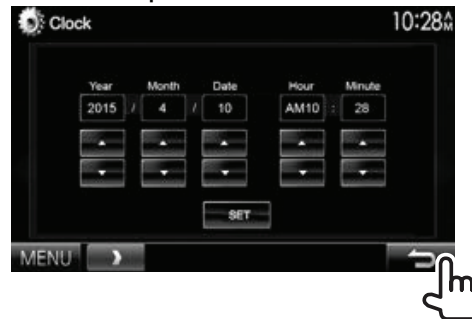 Clock 10:28AM
Year Month Date Hour Minute
2015 / 4 / 10 AM10 : 28
SET
MENU